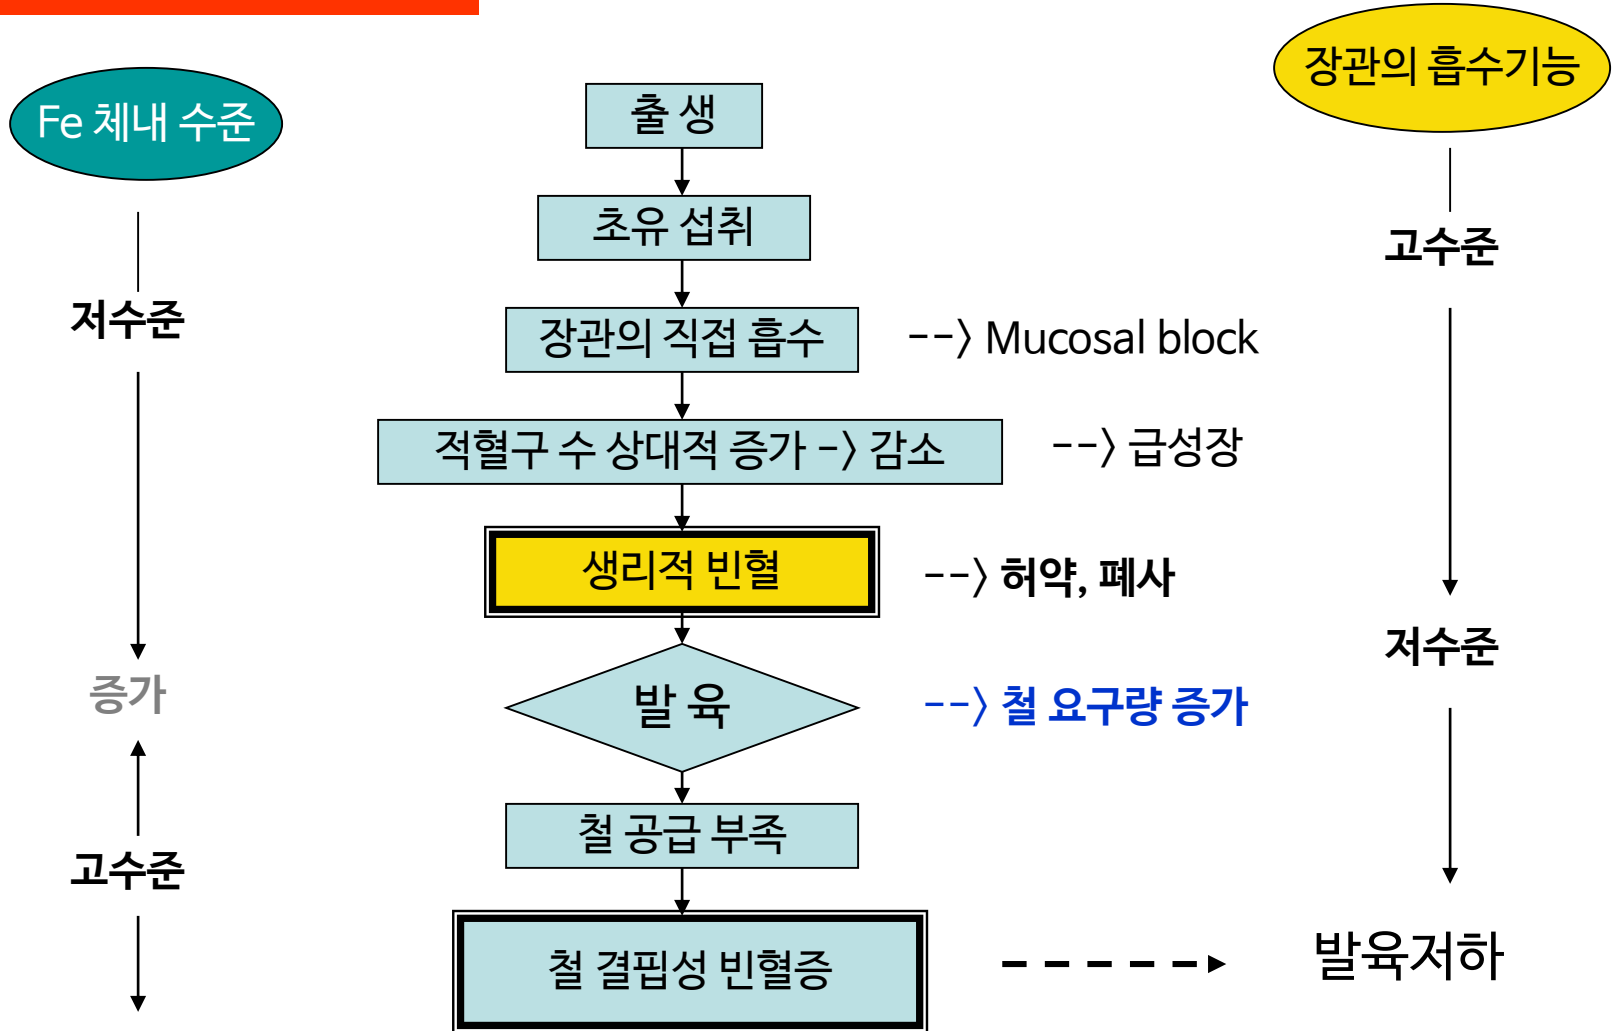 Fe 체내 수준
저수준
증가
고수준
출 생
초유 섭취
장관의 직접 흡수
--> Mucosal block
적혈구 수 상대적 증가 -> 감소
--> 급성장
생리적 빈혈
--> 허약, 폐사
발 육
--> 철 요구량 증가
철 공급 부족
철 결핍성 빈혈증
장관의 흡수기능
고수준
저수준
발육저하